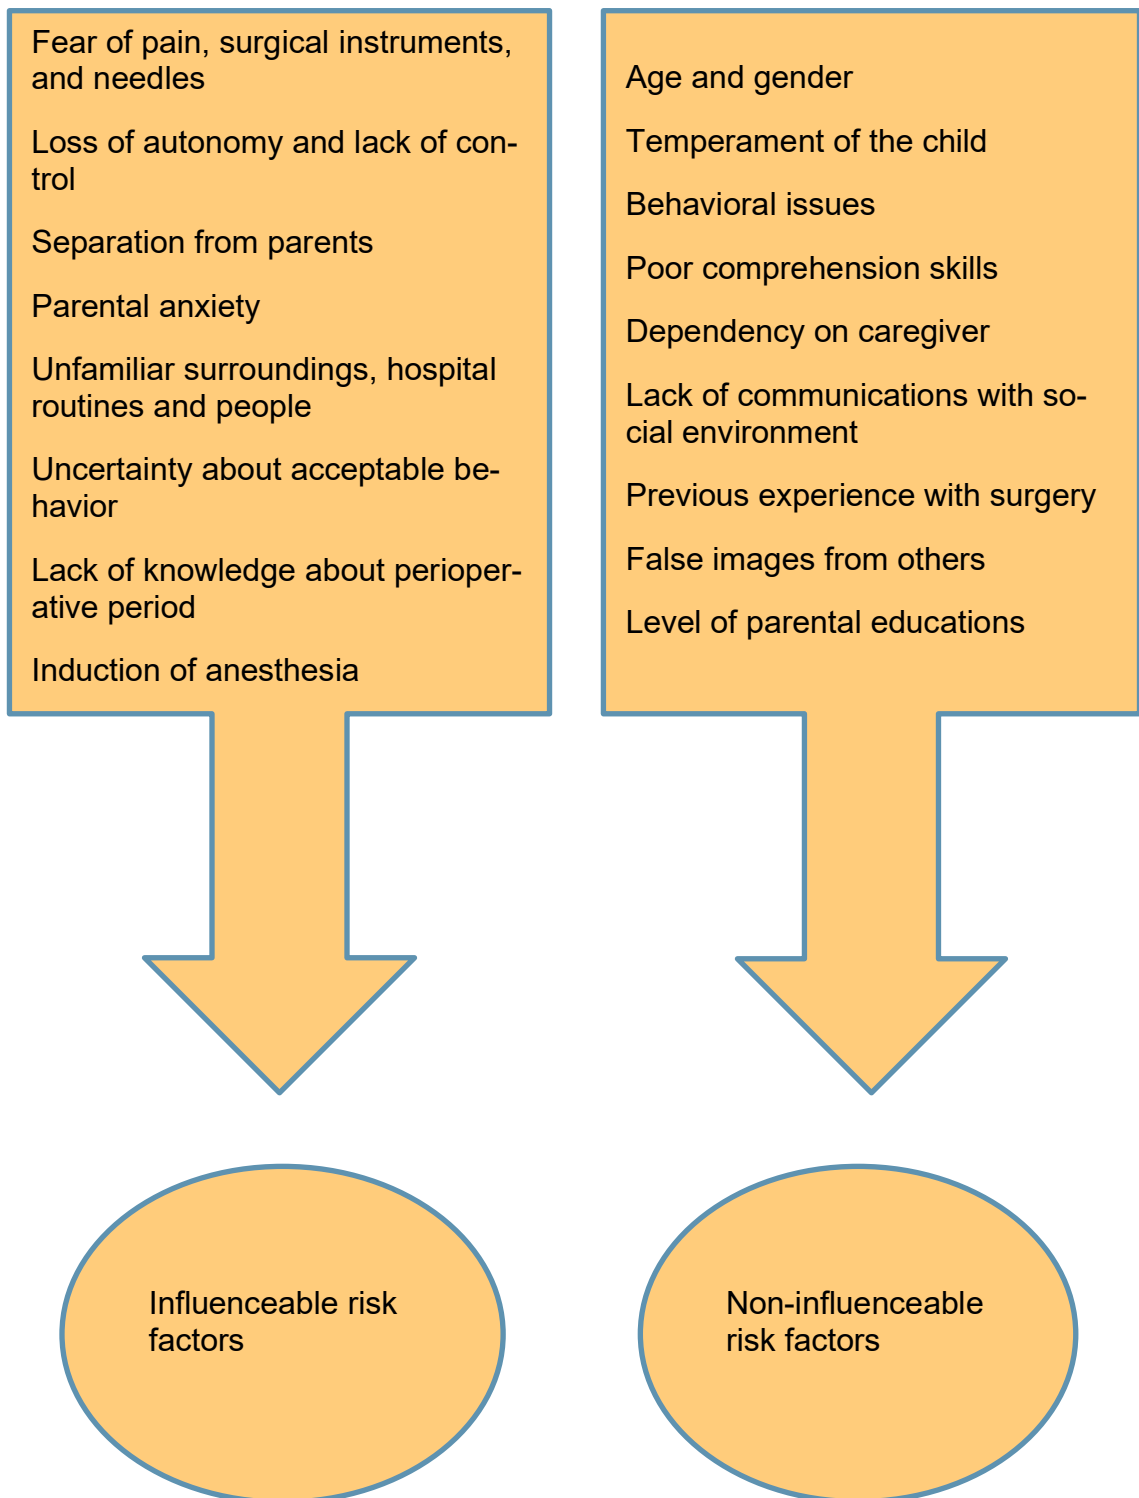 Fear of pain, surgical instruments,
and needles
Loss of autonomy and lack of con-
trol
Separation from parents
Parental anxiety
Unfamiliar surroundings, hospital
routines and people
Uncertainty about acceptable be-
havior
Lack of knowledge about perioper-
ative period
Induction of anesthesia
Age and gender
Temperament of the child
Behavioral issues
Poor comprehension skills
Dependency on caregiver
Lack of communications with so-
cial environment
Previous experience with surgery
False images from others
Level of parental educations
Influenceable risk
factors
Non-influenceable
risk factors